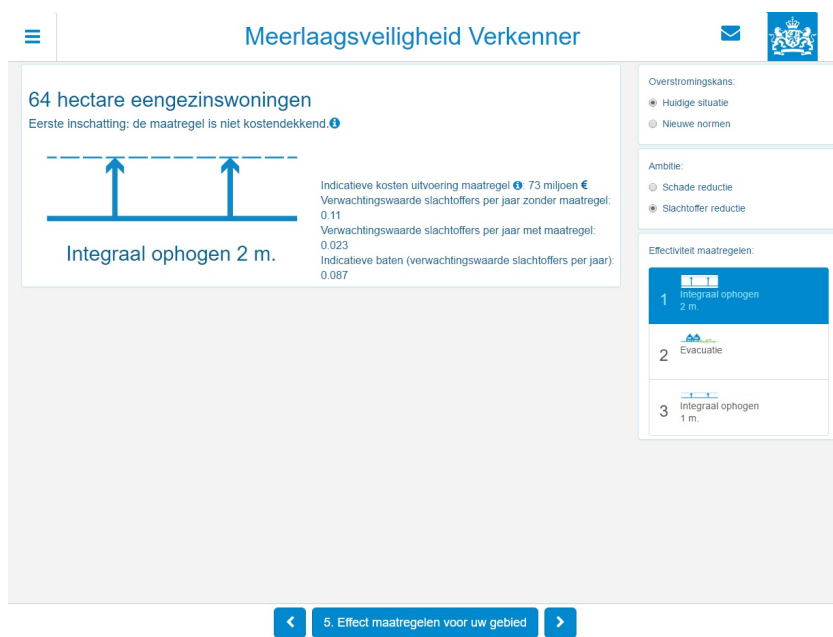 Meerlaagsveiligheid Verkenner
64 hectare eengezinswoningen
Eerste inschatting: de maatregel is niet kostendekkend.
Integraal ophogen 2 m.
Indicatieve kosten uitvoering maatregel : 73 miljoen €
Verwachtingswaarde slachtoffers per jaar zonder maatregel:
0.11
Verwachtingswaarde slachtoffers per jaar met maatregel:
0.023
Indicatieve baten (verwachtingswaarde slachtoffers per jaar):
0.087
Overstromingskans:
Huidige situatie
Nieuwe normen
Ambitie:
Schade reductie
Slachtoffer reductie
Effectiviteit maatregelen:
1
Integraal ophogen
2 m.
2
Evacuatie
3
Integraal ophogen
1 m.
5. Effect maatregelen voor uw gebied